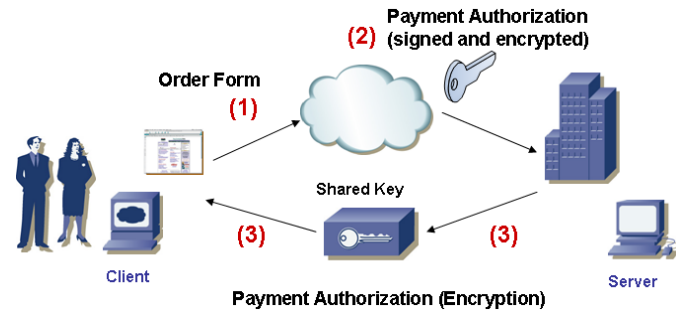 Payment Authorization
(2) (signed and encrypted)
Order Form
(1)
Shared Key
(3)
(3)
Client
Server
Payment Authorization (Encryption)